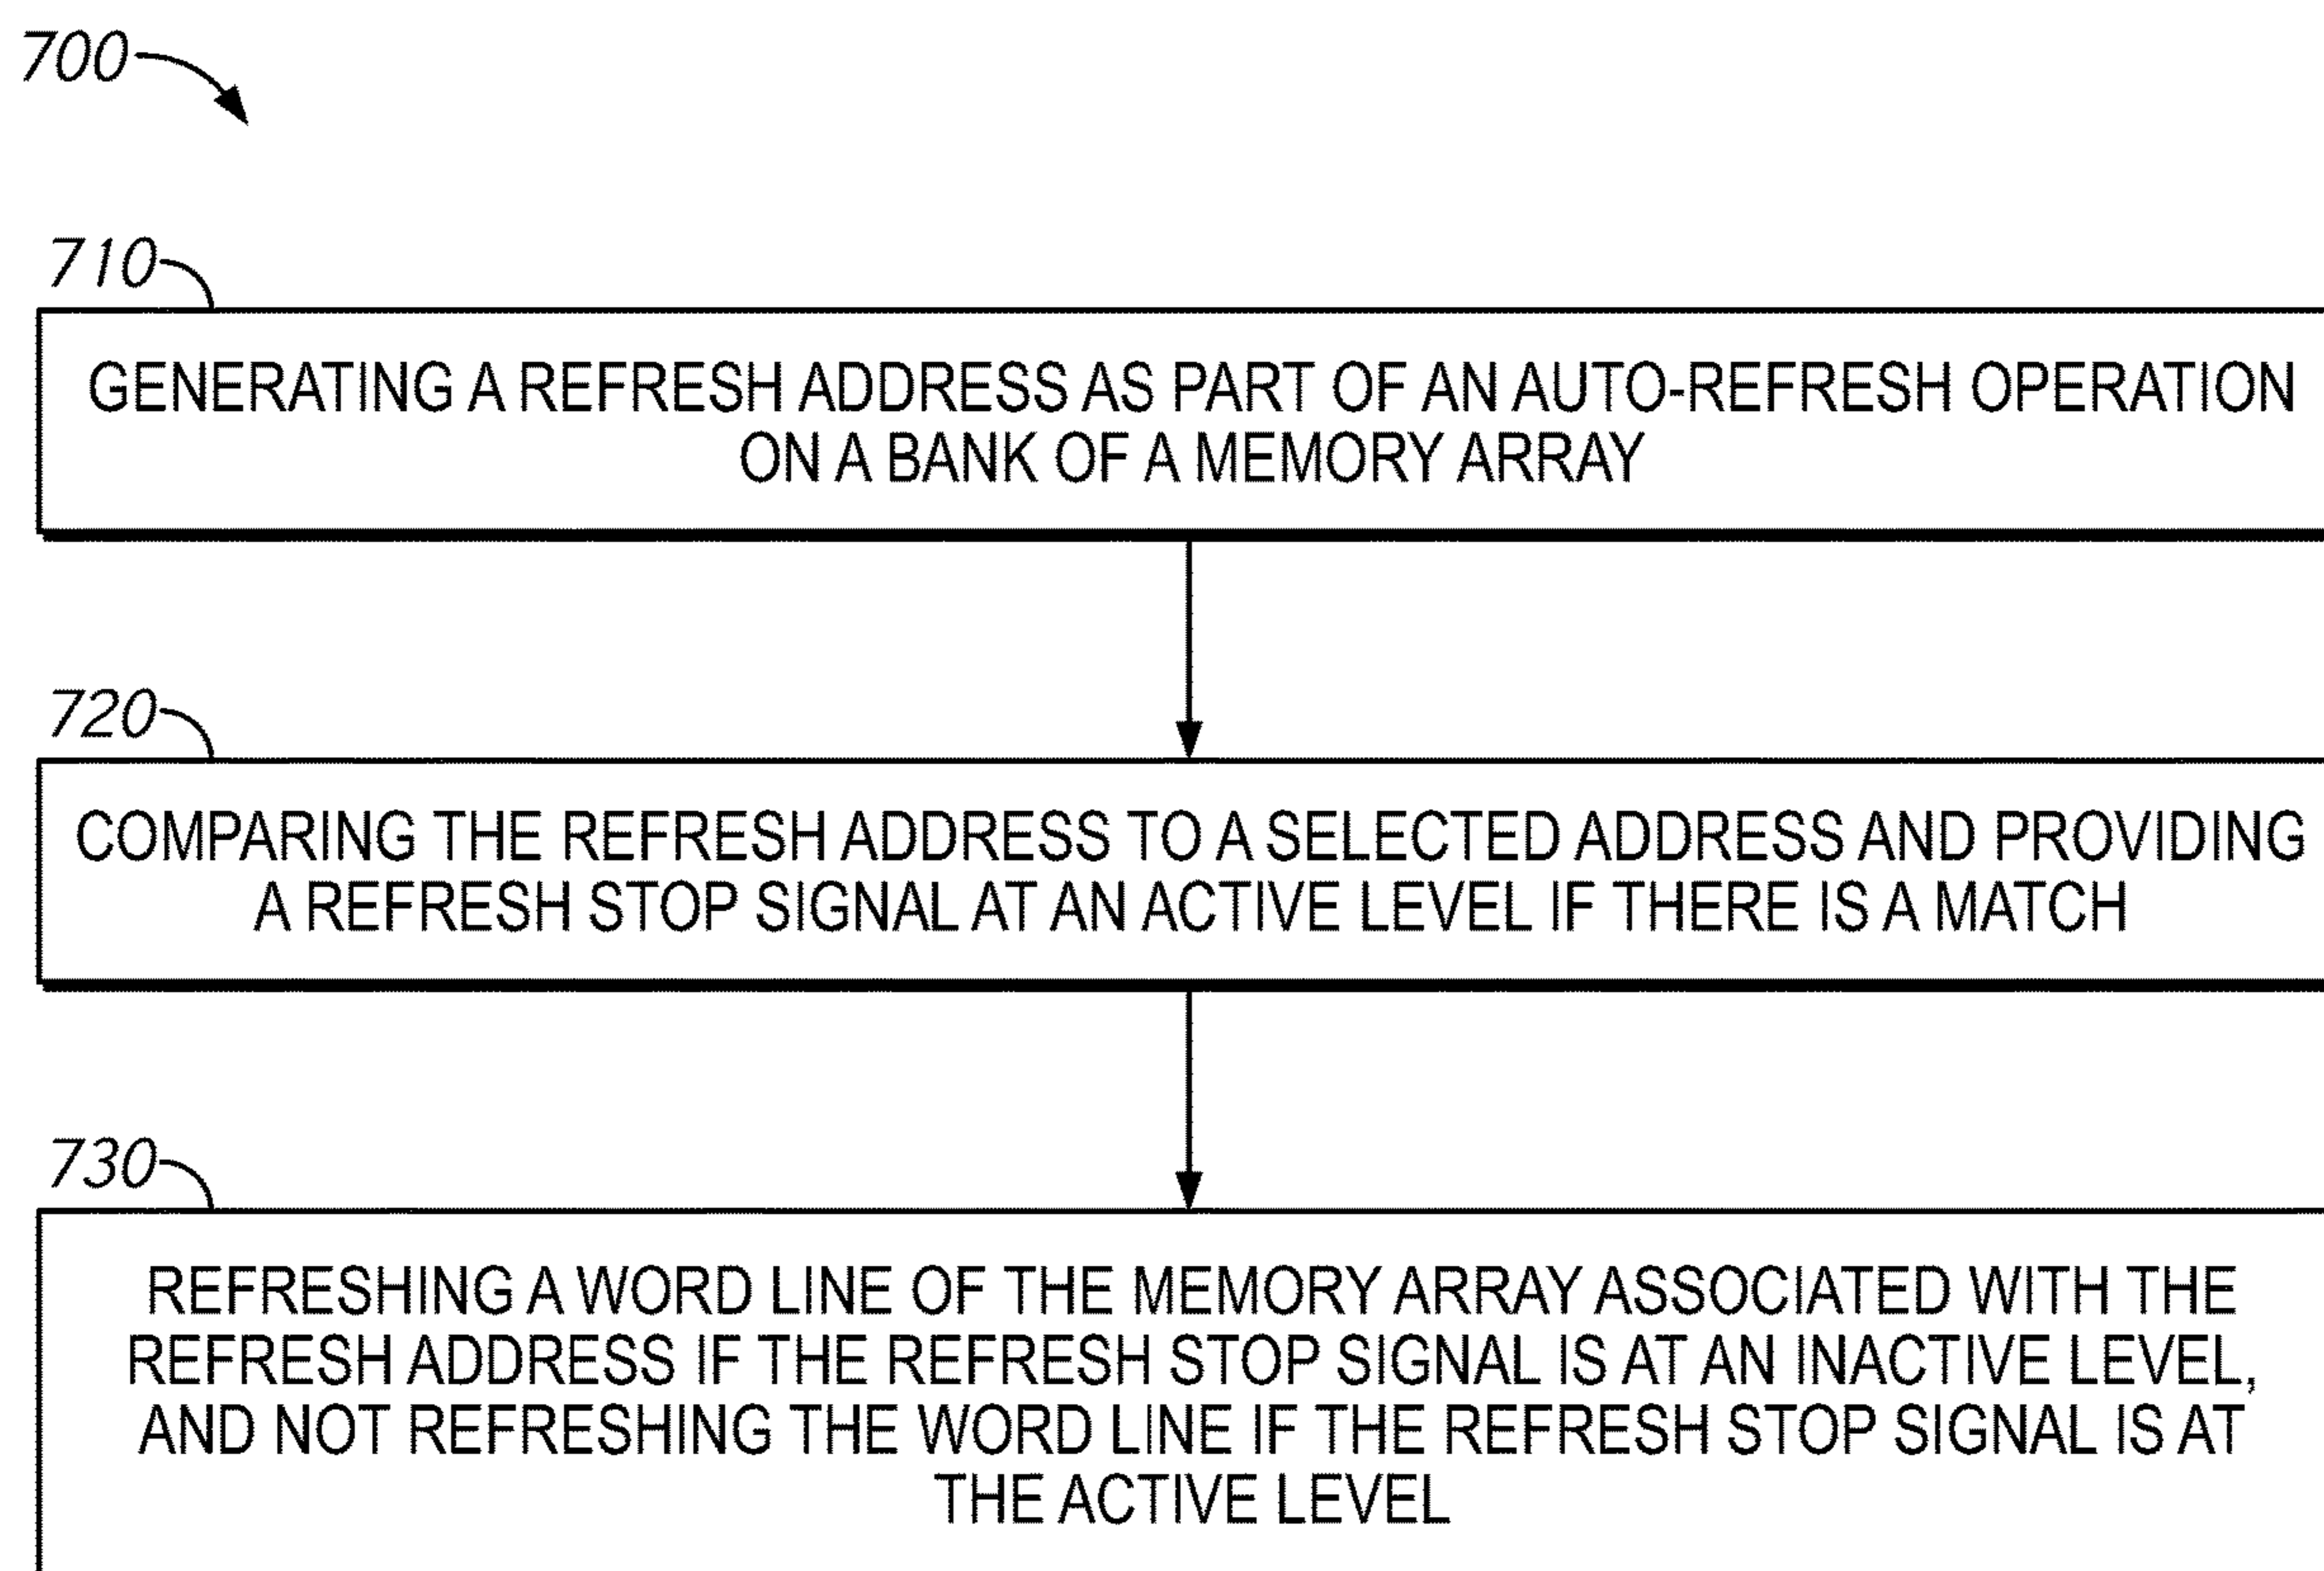 700
710
GENERATING A REFRESH ADDRESS AS PART OF AN AUTO-REFRESH OPERATION
ON A BANK OF A MEMORY ARRAY
720
COMPARING THE REFRESH ADDRESS TO A SELECTED ADDRESS AND PROVIDING
A REFRESH STOP SIGNAL AT AN ACTIVE LEVEL IF THERE IS A MATCH
730
REFRESHING A WORD LINE OF THE MEMORY ARRAY ASSOCIATED WITH THE
REFRESH ADDRESS IF THE REFRESH STOP SIGNAL IS AT AN INACTIVE LEVEL,
AND NOT REFRESHING THE WORD LINE IF THE REFRESH STOP SIGNAL IS AT
THE ACTIVE LEVEL